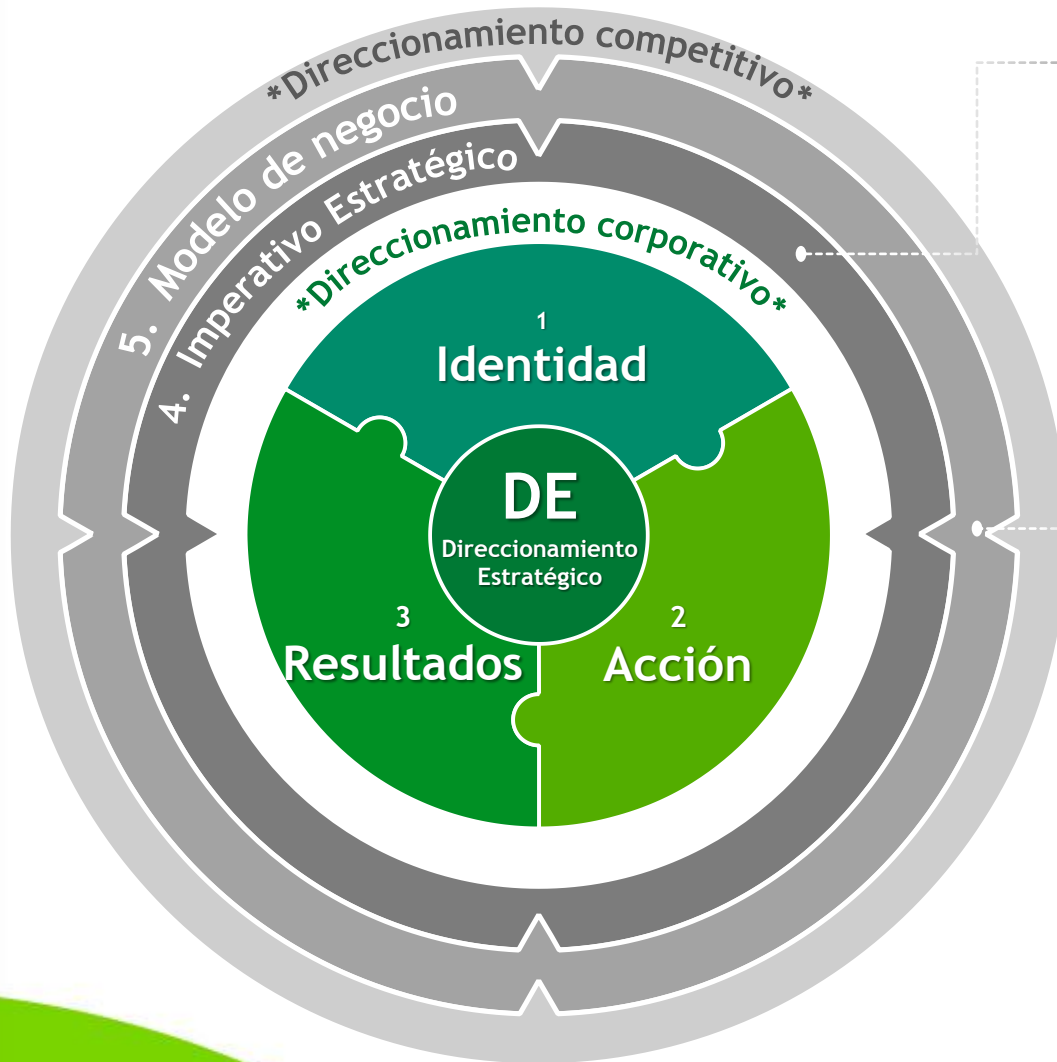 *Direccionamiento competitivo*
5. Modelo de negocio
4. Imperativo Estratégico
*Direccionamiento corporativo*
1
Identidad
DE
Direccionamiento
Estratégico
3
Resultados
2
Acción